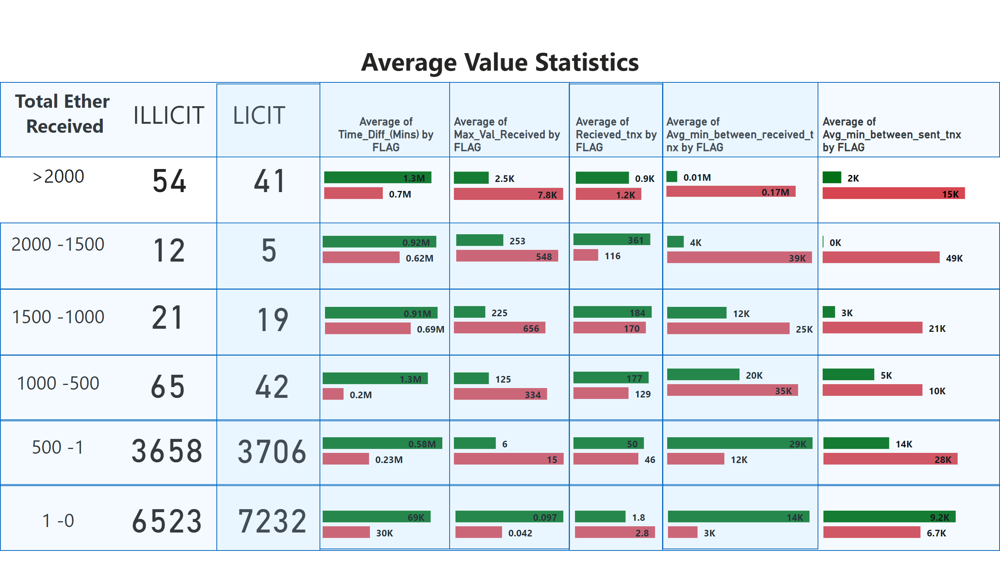 Average Value Statistics
Total Ether
Received
ILLICIT
LICIT
Average of
Time_Diff_(Mins) by
FLAG
Average of
Max_Val_Received by
FLAG
Average of
Recieved_tnx by
FLAG
Average of
Avg_min_between_received_t
nx by FLAG
Average of
Avg_min_between_sent_tnx
by FLAG
>2000
54
41
1.3M
0.7M
2.5K
7.8K
0.9K
1.2K
0.01M
0.17M
2K
15K
2000 -1500
12
5
0.92M
0.62M
253
548
361
116
4K
39K
0K
49K
1500 -1000
21
19
0.91M
0.69M
225
656
184
170
12K
25K
3K
21K
1000 -500
65
42
1.3M
0.2M
125
334
177
129
20K
35K
5K
10K
500 -1
3658
3706
0.58M
0.23M
6
15
50
46
29K
12K
14K
28K
1 -0
6523
7232
69K
30K
0.097
0.042
1.8
2.8
14K
3K
9.2K
6.7K